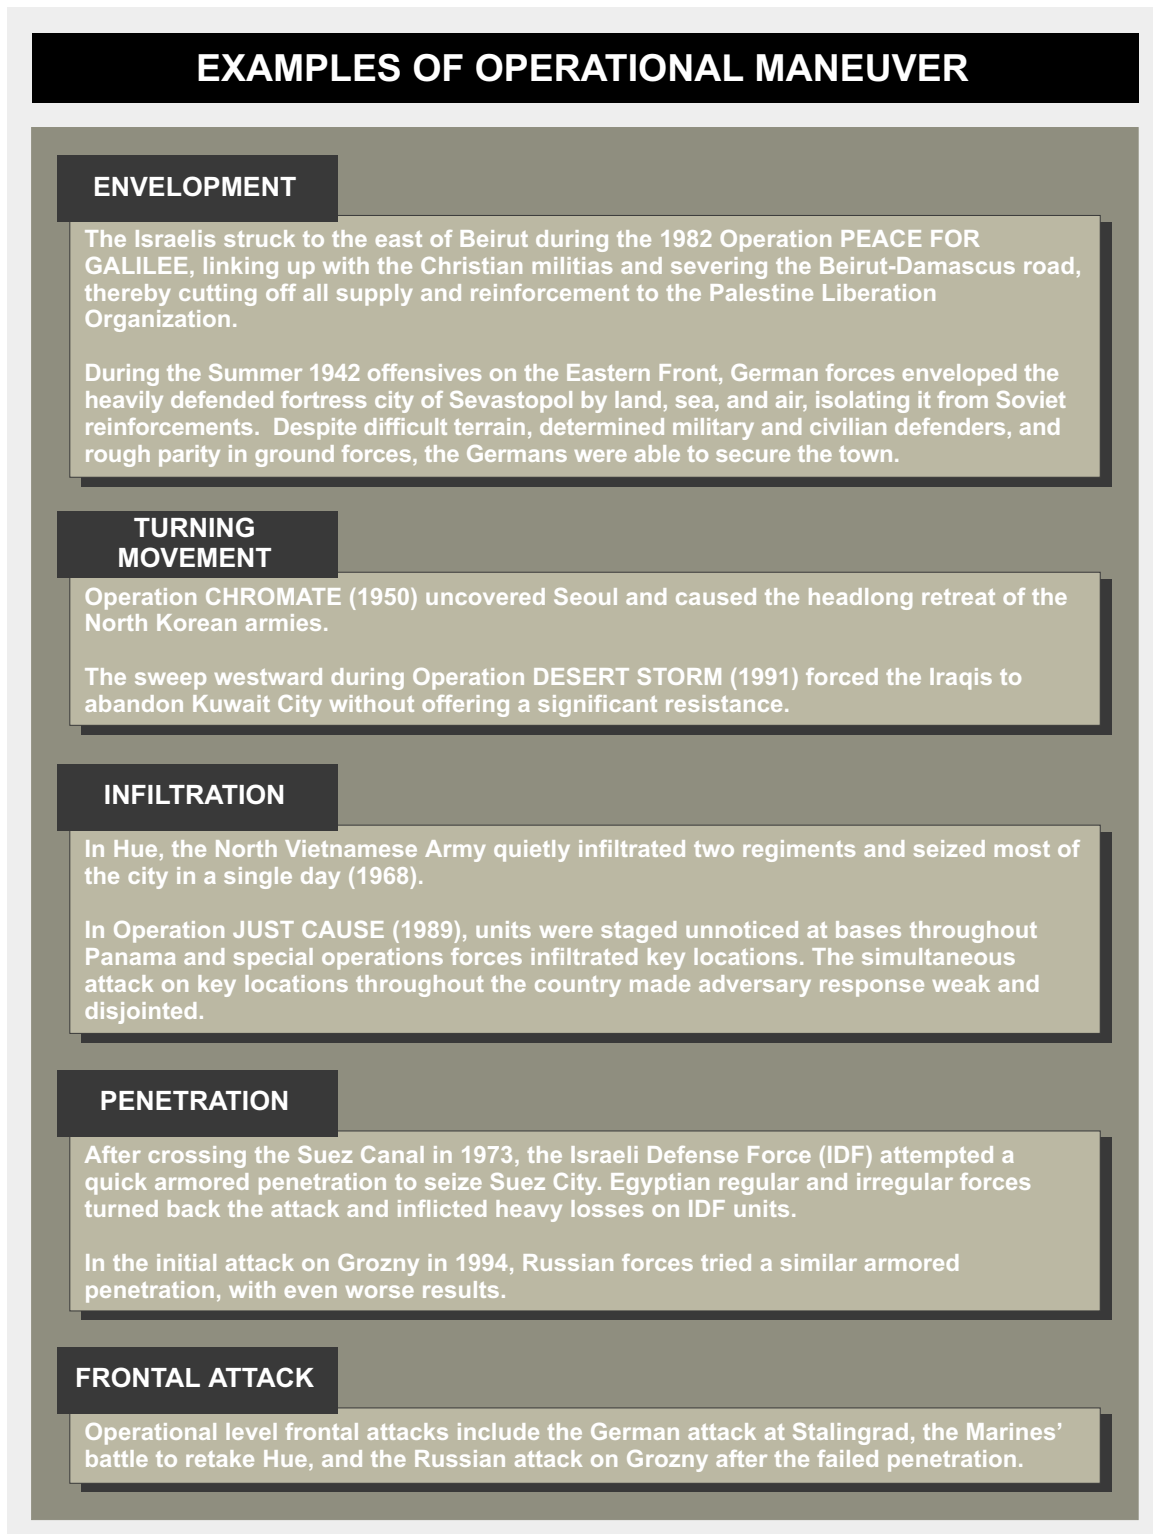 EXAMPLES OF OPERATIONAL MANEUVER
ENVELOPMENT
The Israelis struck to the east of Beirut during the 1982 Operation PEACE FOR
GALILEE, linking up with the Christian militias and severing the Beirut-Damascus road,
thereby cutting off all supply and reinforcement to the Palestine Liberation
Organization.
During the Summer 1942 offensives on the Eastern Front, German forces enveloped the
heavily defended fortress city of Sevastopol by land, sea, and air, isolating it from Soviet
reinforcements.  Despite difficult terrain, determined military and civilian defenders, and
rough parity in ground forces, the Germans were able to secure the town.
TURNING
MOVEMENT
Operation CHROMATE (1950) uncovered Seoul and caused the headlong retreat of the
North Korean armies.
The sweep westward during Operation DESERT STORM (1991) forced the Iraqis to
abandon Kuwait City without offering a significant resistance.
INFILTRATION
In Hue, the North Vietnamese Army quietly infiltrated two regiments and seized most of
the city in a single day (1968).
In Operation JUST CAUSE (1989), units were staged unnoticed at bases throughout
Panama and special operations forces infiltrated key locations. The simultaneous
attack on key locations throughout the country made adversary response weak and
disjointed.
PENETRATION
After crossing the Suez Canal in 1973, the Israeli Defense Force (IDF) attempted a
quick armored penetration to seize Suez City. Egyptian regular and irregular forces
turned back the attack and inflicted heavy losses on IDF units.
In the initial attack on Grozny in 1994, Russian forces tried a similar armored
penetration, with even worse results.
FRONTAL ATTACK
Operational level frontal attacks include the German attack at Stalingrad, the Marines’
battle to retake Hue, and the Russian attack on Grozny after the failed penetration.